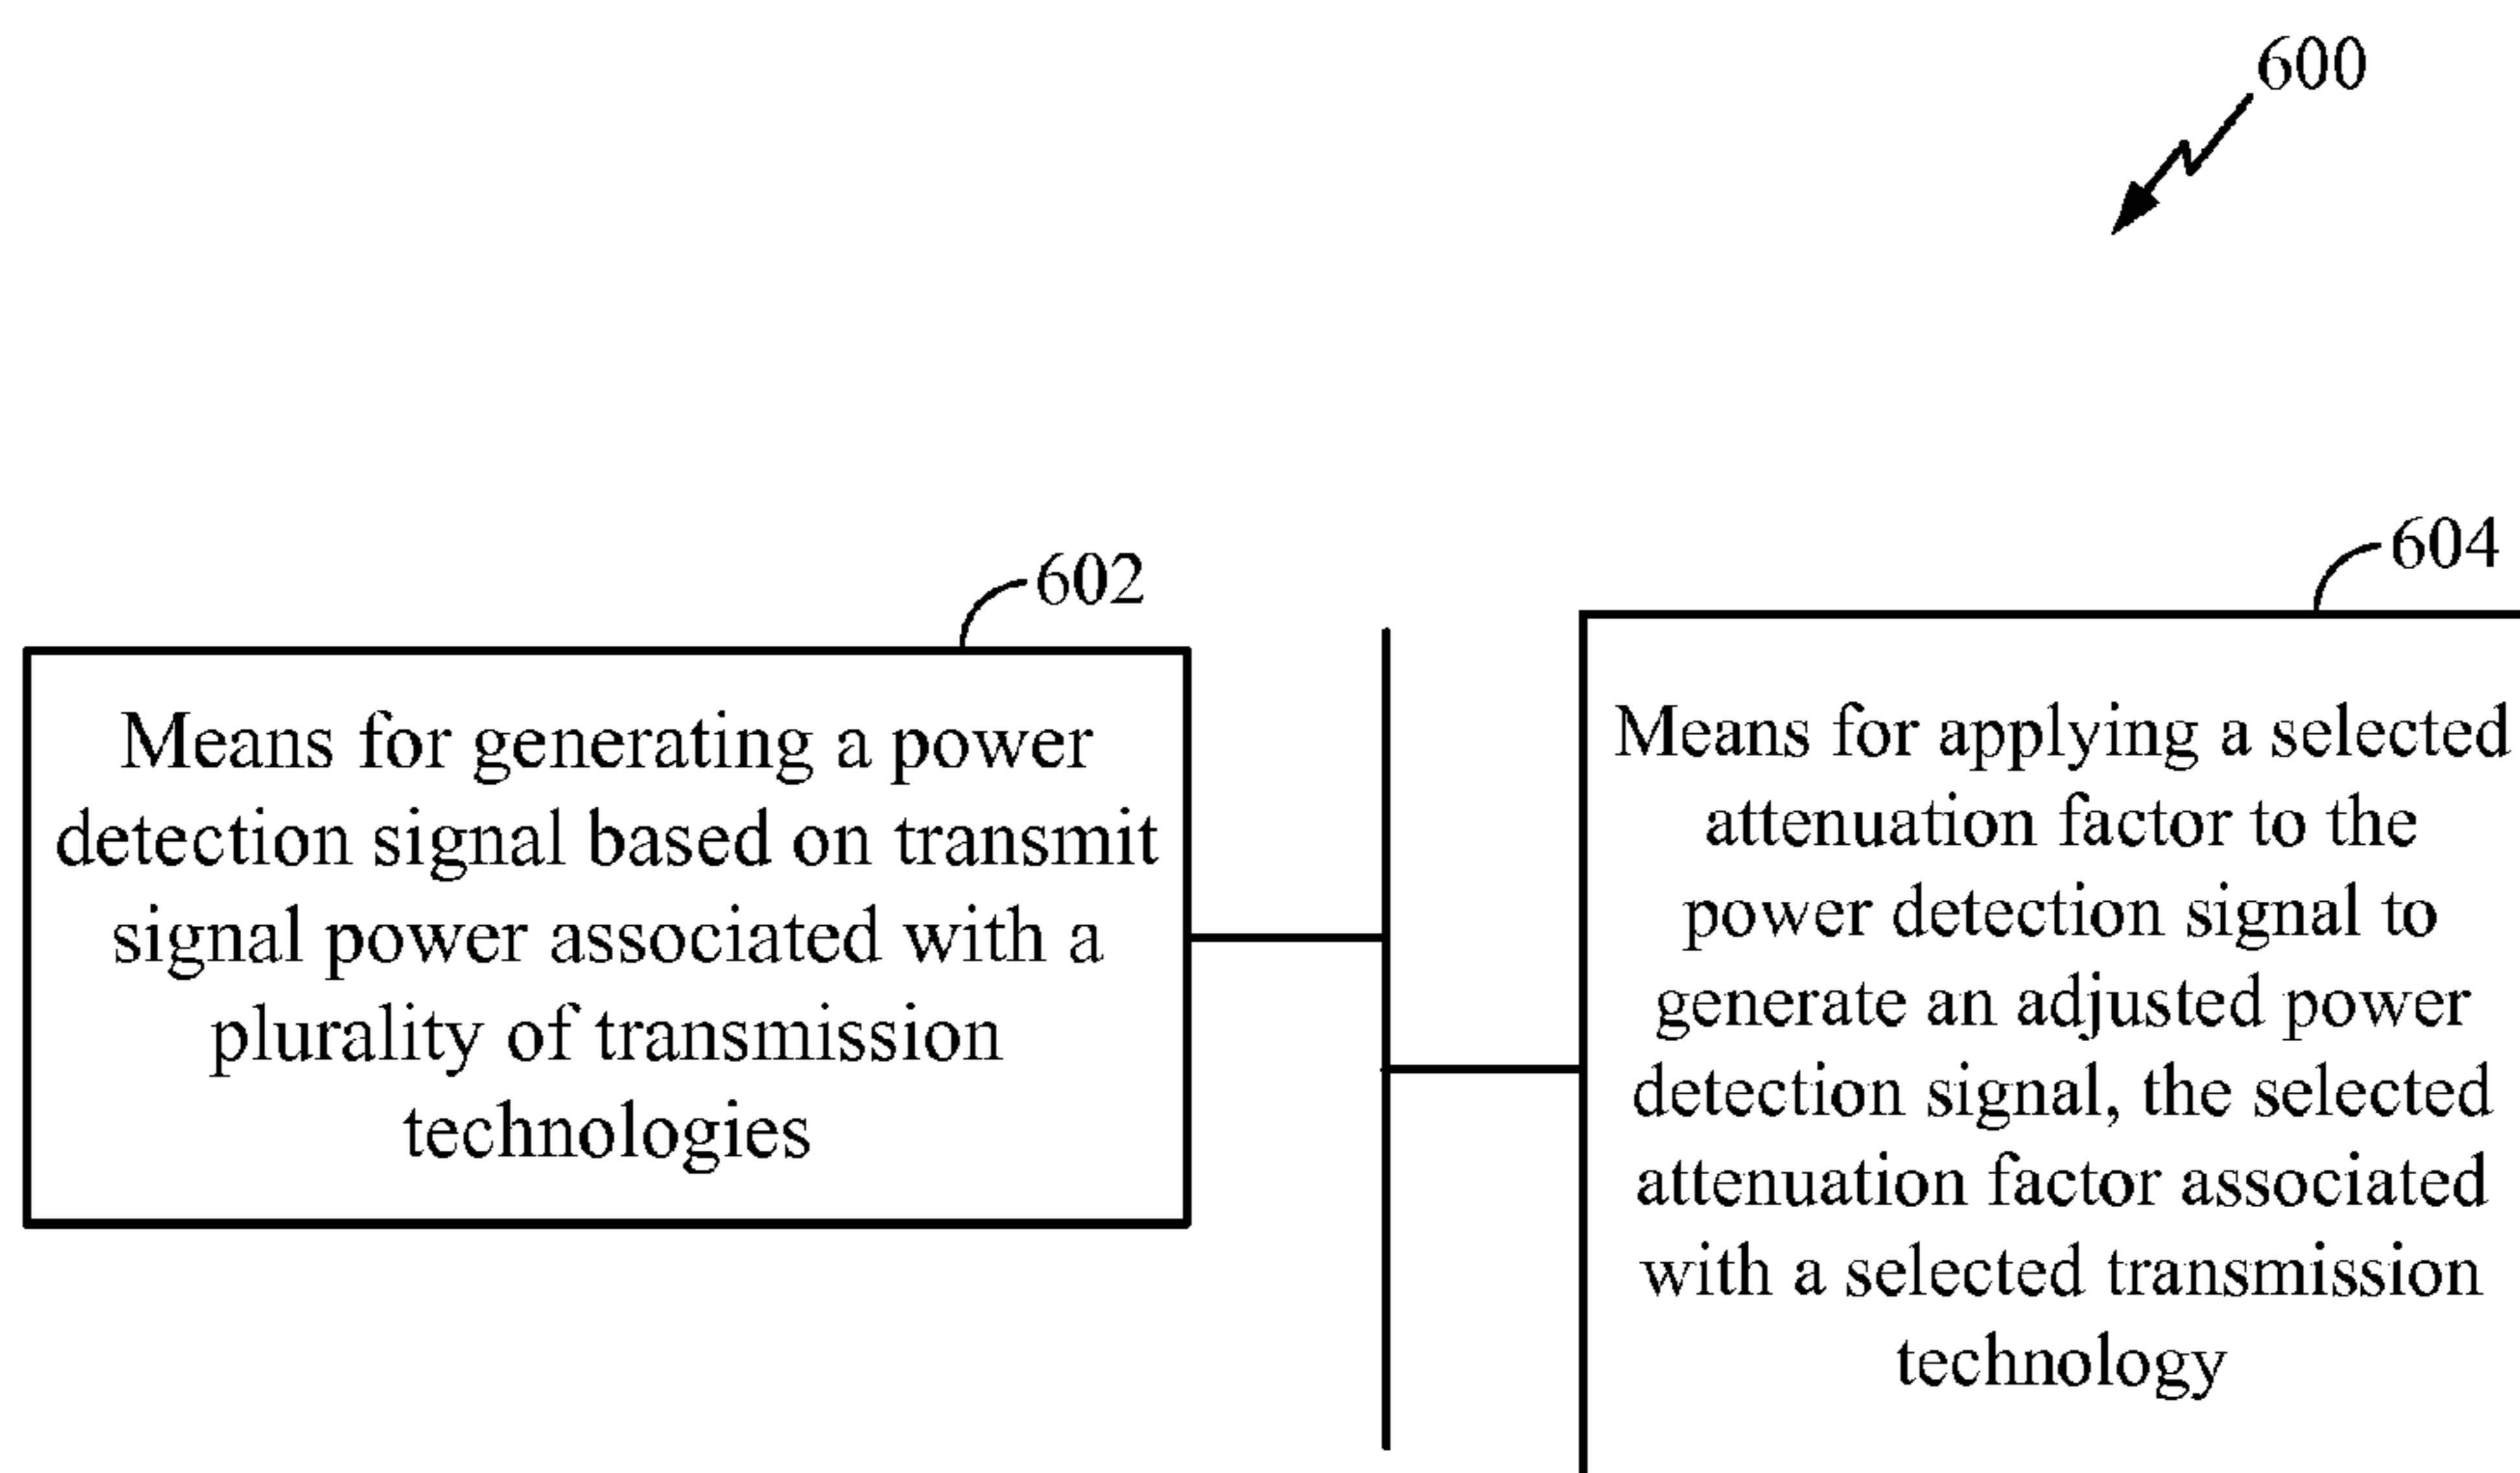 600
602
Means for generating a power
detection signal based on transmit
signal power associated with a
plurality of transmission
technologies
604
Means for applying a selected
attenuation factor to the
power detection signal to
generate an adjusted power
detection signal, the selected
attenuation factor associated
with a selected transmission
technology